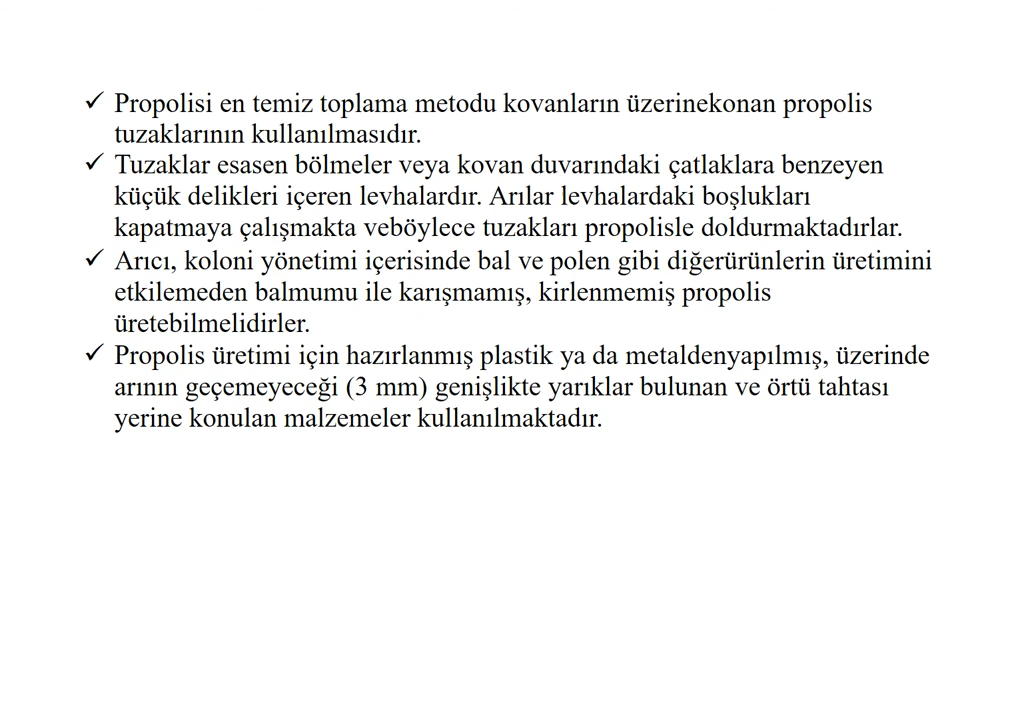 ✓ Propolisi en temiz toplama metodu kovanların üzerinekonan propolis
tuzaklarının kullanılmasıdır.
✓ Tuzaklar esasen bölmeler veya kovan duvarındaki çatlaklara benzeyen
küçük delikleri içeren levhalardır. Arılar levhalardaki boşlukları
kapatmaya çalışmakta veböylece tuzakları propolisle doldurmaktadırlar.
✓ Arıcı, koloni yönetimi içerisinde bal ve polen gibi diğerürünlerin üretimini
etkilemeden balmumu ile karışmamış, kirlenmemiş propolis
üretebilmelidirler.
✓ Propolis üretimi için hazırlanmış plastik ya da metaldenyapılmış, üzerinde
arının geçemeyeceği (3 mm) genişlikte yarıklar bulunan ve örtü tahtası
yerine konulan malzemeler kullanılmaktadır.